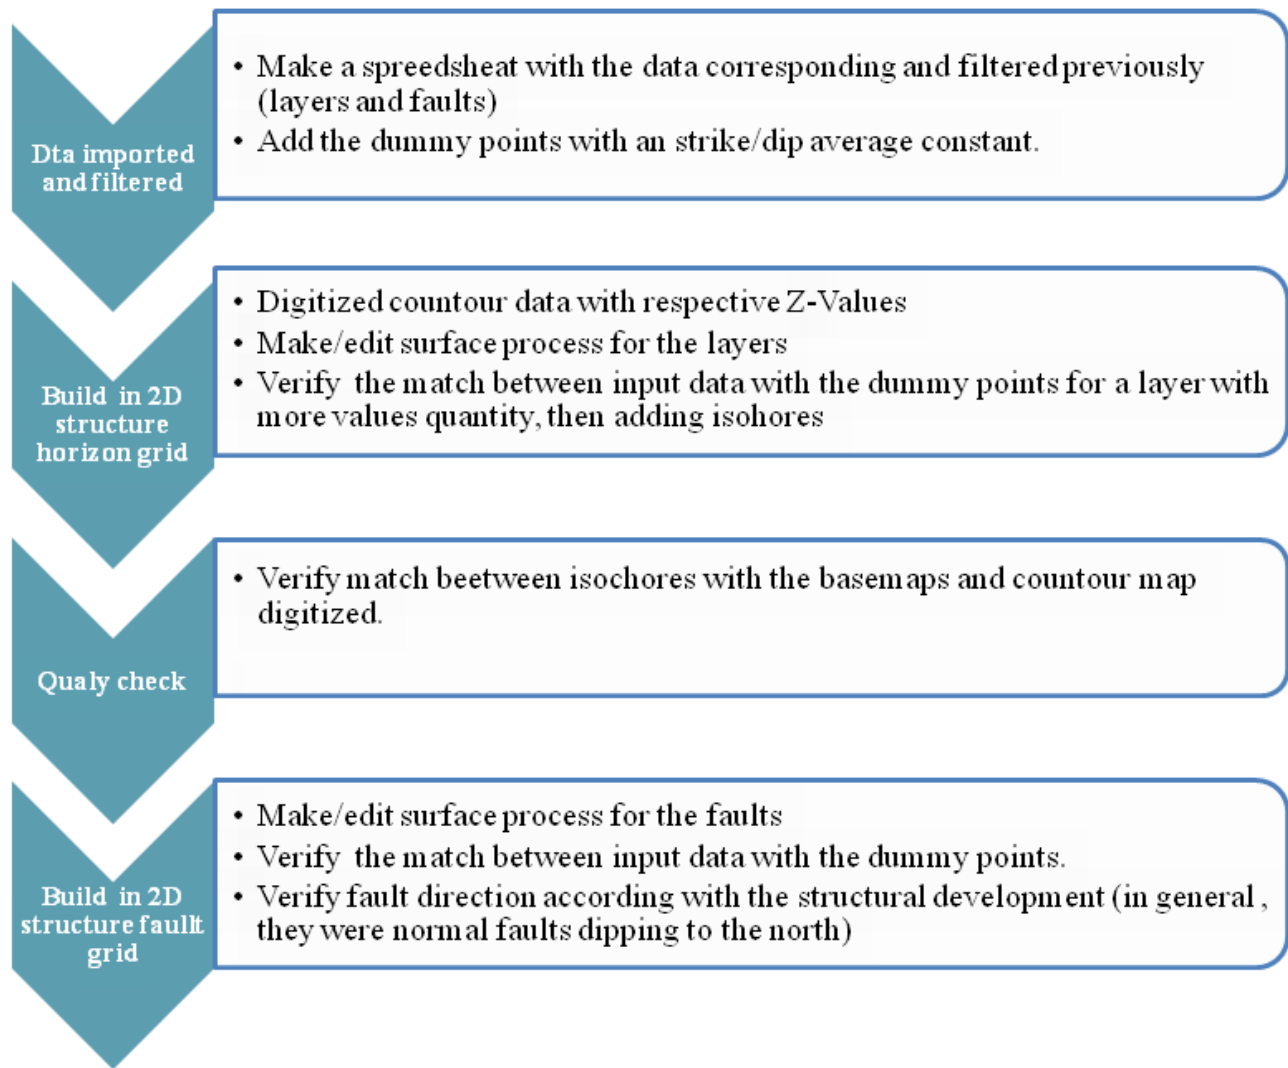 Dta imported
and filtered
• Make a spreedsheat with the data corresponding and filtered previously
(layers and faults)
• Add the dummy points with an strike/dip average constant.
Build in 2D
structure
horizon grid
• Digitized countour data with respective Z-Values
• Make/edit surface process for the layers
• Verify the match between input data with the dummy points for a layer with
more values quantity, then adding isohores
Qualy check
• Verify match beetween isochores with the basemaps and countour map
digitized.
Build in 2D
structure faullt
grid
• Make/edit surface process for the faults
• Verify the match between input data with the dummy points.
• Verify fault direction according with the structural development (in general ,
they were normal faults dipping to the north)